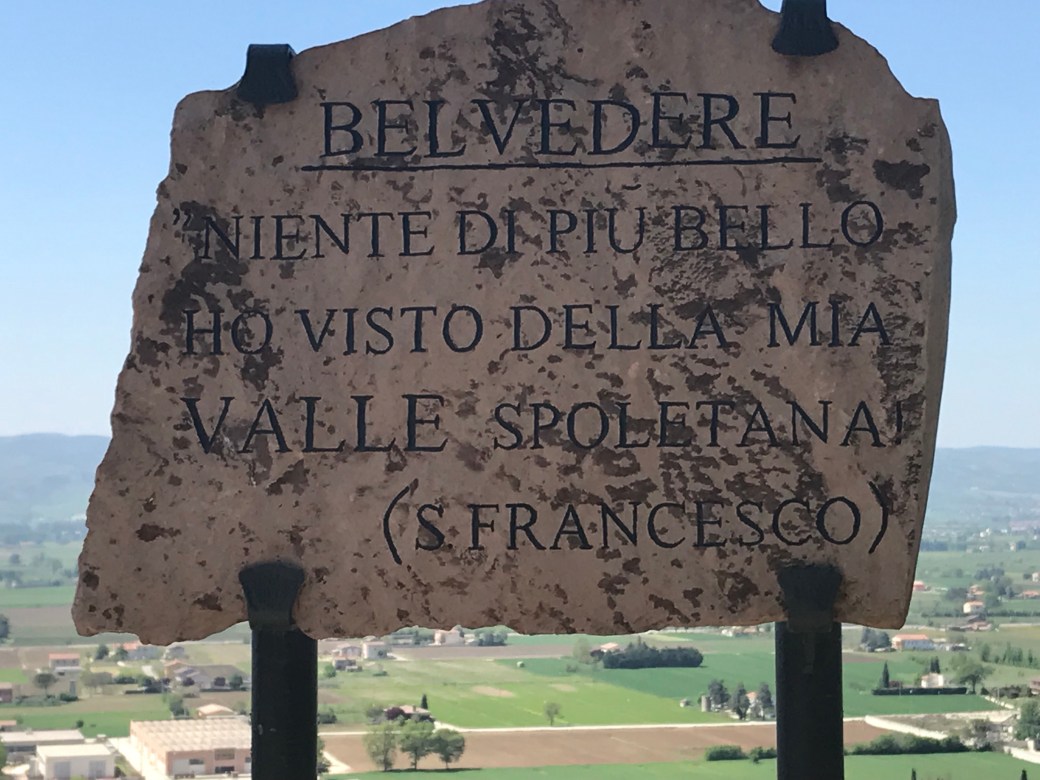 BELVEDERE
"NIENTE DI PIU BELLO
HO VISTO DELLA MIA
VALLE SPOLETANA!
(S FRANCESCO)